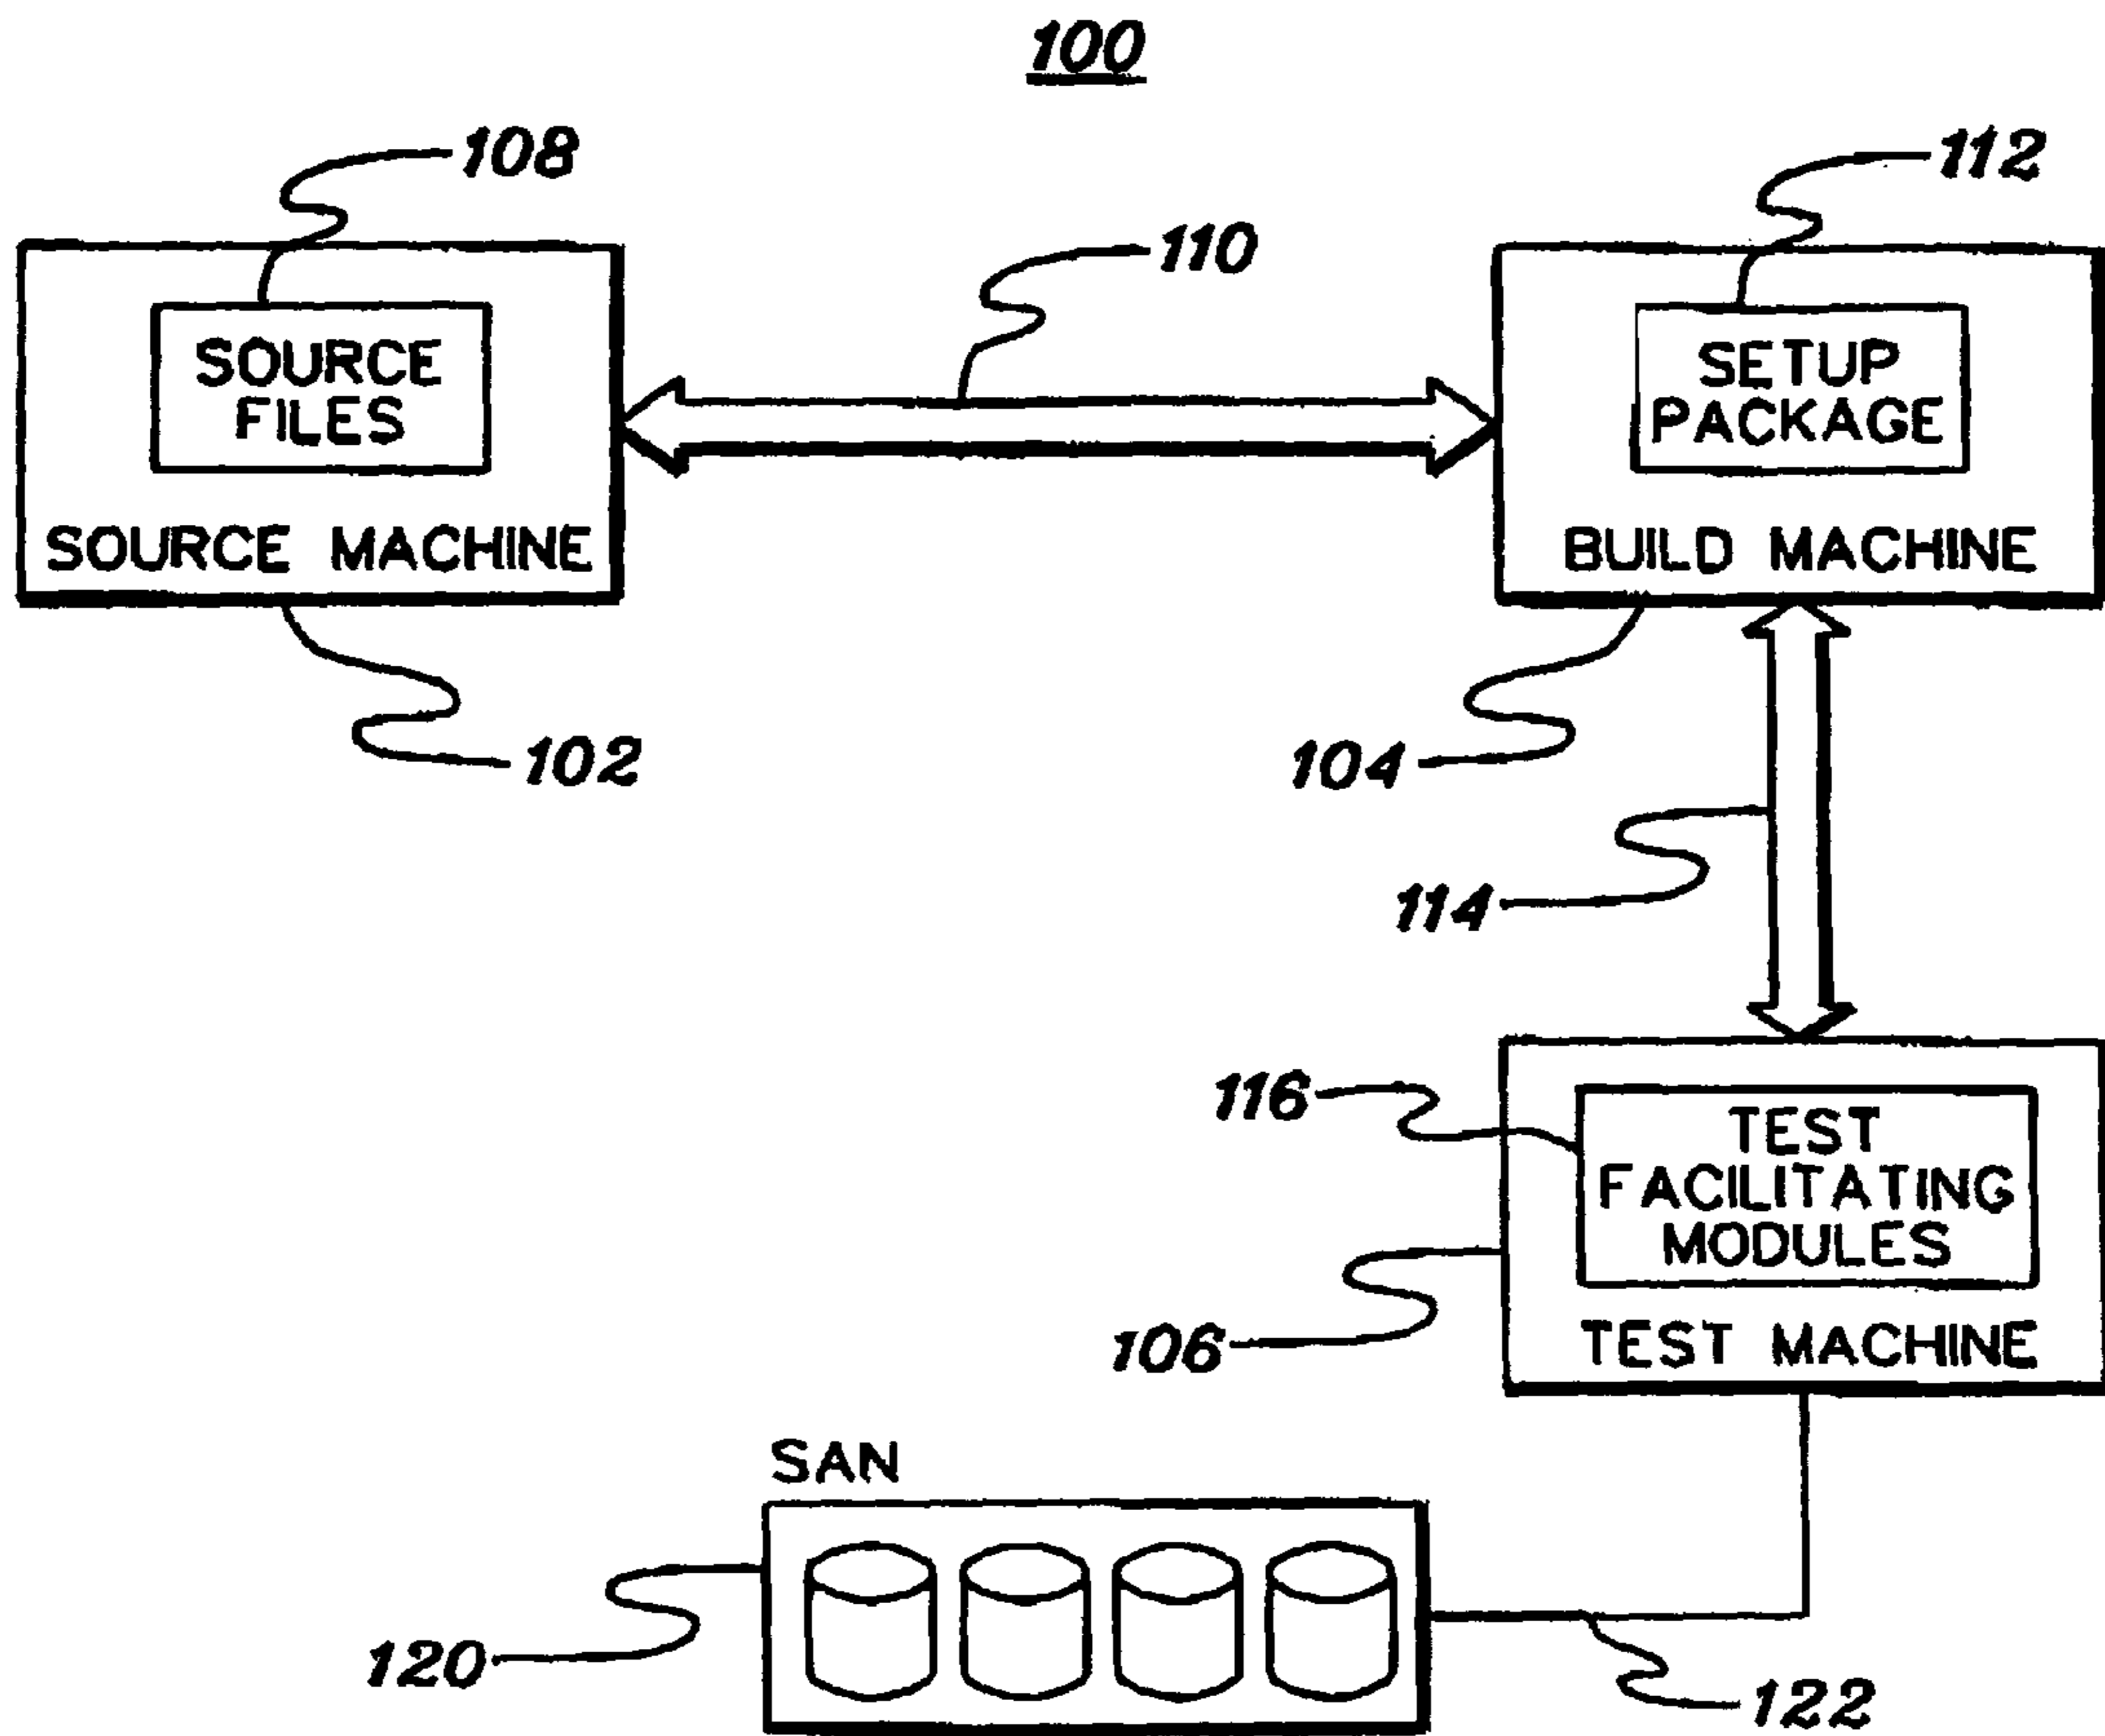 100
108
112
110
SOURCE
FILES
SOURCE MACHINE
SETUP
PACKAGE
BUILD MACHINE
102
104
114
116
TEST
FACILITATING
MODULES
TEST MACHINE
106
SAN
120
122